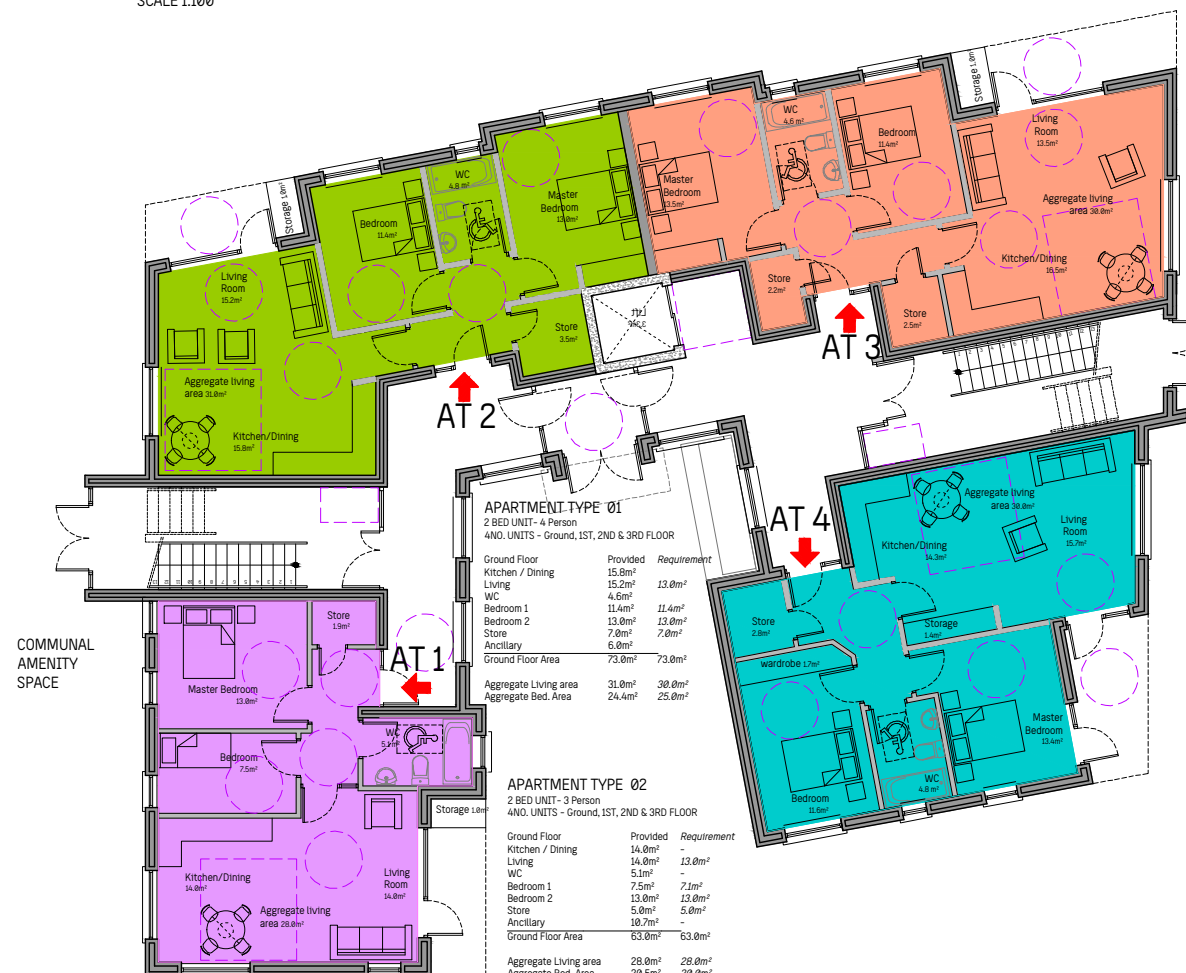 SCALE 1:100
Storage 1.0m²
WC
4.6 m²
Bedroom
11.4m²
Living
Room
13.5m²
Master
Bedroom
13.5m²
Aggregate living
area 30.0m²
Kitchen/Dining
16.5m²
Store
2.2m²
Store
2.5m²
AT 3
Storage 1.0m²
WC
4.8 m²
Bedroom
11.4m²
Master
Bedroom
13.0m²
Living
Room
15.2m²
Store
3.5m²
Lift
Aggregate living
area 31.0m²
Kitchen/Dining
15.8m²
AT 2
APARTMENT TYPE 01
2 BED UNIT- 4 Person
4NO. UNITS - Ground, 1ST, 2ND & 3RD FLOOR
Ground Floor Provided Requirement
Kitchen / Dining 15.8m²
Living 15.2m² 13.0m²
WC 4.6m²
Bedroom 1 11.4m² 11.4m²
Bedroom 2 13.0m² 13.0m²
Store 7.0m² 7.0m²
Ancillary 6.0m²
Ground Floor Area 73.0m² 73.0m²
Aggregate Living area 31.0m² 30.0m²
Aggregate Bed. Area 24.4m² 25.0m²
AT 4
Aggregate living
area 30.0m²
Living
Room
15.7m²
Kitchen/Dining
14.3m²
Store
2.8m²
Storage
1.4m²
wardrobe 1.7m²
Master
Bedroom
13.4m²
WC
4.8 m²
Bedroom
11.6m²
COMMUNAL
AMENITY
SPACE
Store
1.9m²
AT 1
Master Bedroom
13.0m²
WC
5.1m²
Bedroom
7.5m²
Storage 1.0m²
Kitchen/Dining
14.0m²
Living
Room
14.0m²
Aggregate living
area 28.0m²
APARTMENT TYPE 02
2 BED UNIT- 3 Person
4NO. UNITS - Ground, 1ST, 2ND & 3RD FLOOR
Ground Floor Provided Requirement
Kitchen / Dining 14.0m² -
Living 14.0m² 13.0m²
WC 5.1m² -
Bedroom 1 7.5m² 7.1m²
Bedroom 2 13.0m² 13.0m²
Store 5.0m² 5.0m²
Ancillary 10.7m² -
Ground Floor Area 63.0m² 63.0m²
Aggregate Living area 28.0m² 28.0m²
Aggregate Bed. Area 20.5m² 20.0m²